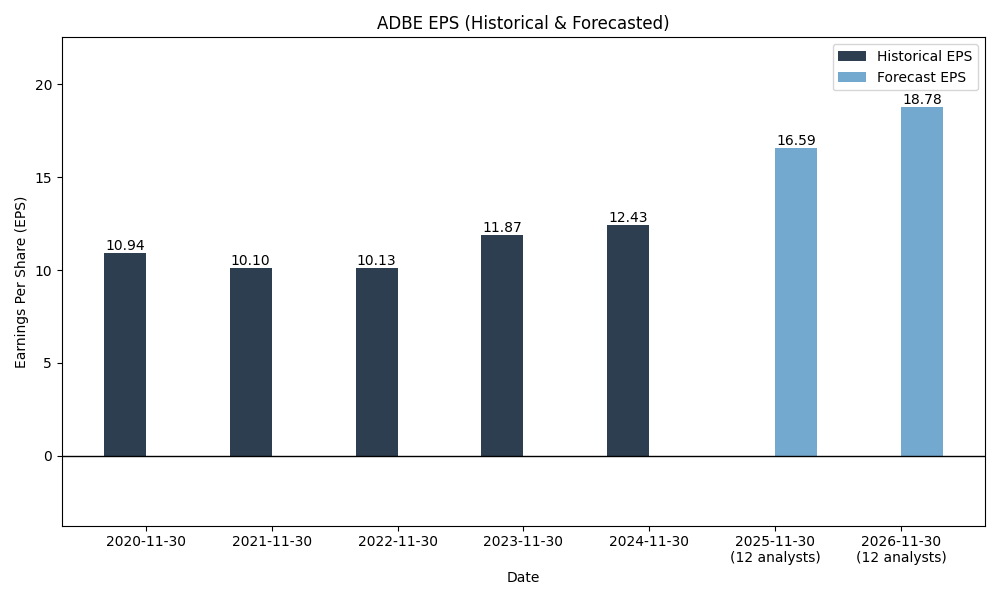 ADBE EPS (Historical & Forecasted)
Historical EPS
Forecast EPS
Earnings Per Share (EPS)
20
15
10
5
0
10.94
10.10
10.13
11.87
12.43
16.59
18.78
2020-11-30
2021-11-30
2022-11-30
2023-11-30
2024-11-30
2025-11-30
(12 analysts)
2026-11-30
(12 analysts)
Date